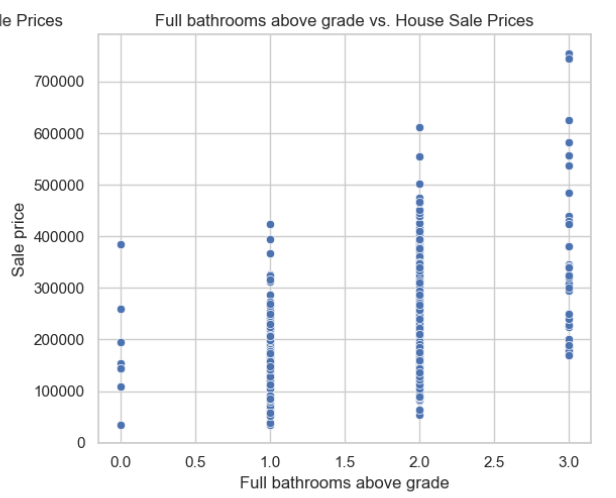 le Prices
Full bathrooms above grade vs. House Sale Prices
700000
600000
500000
400000
300000
200000
100000
0
Sale price
0.0 0.5 1.0 1.5 2.0 2.5 3.0
Full bathrooms above grade